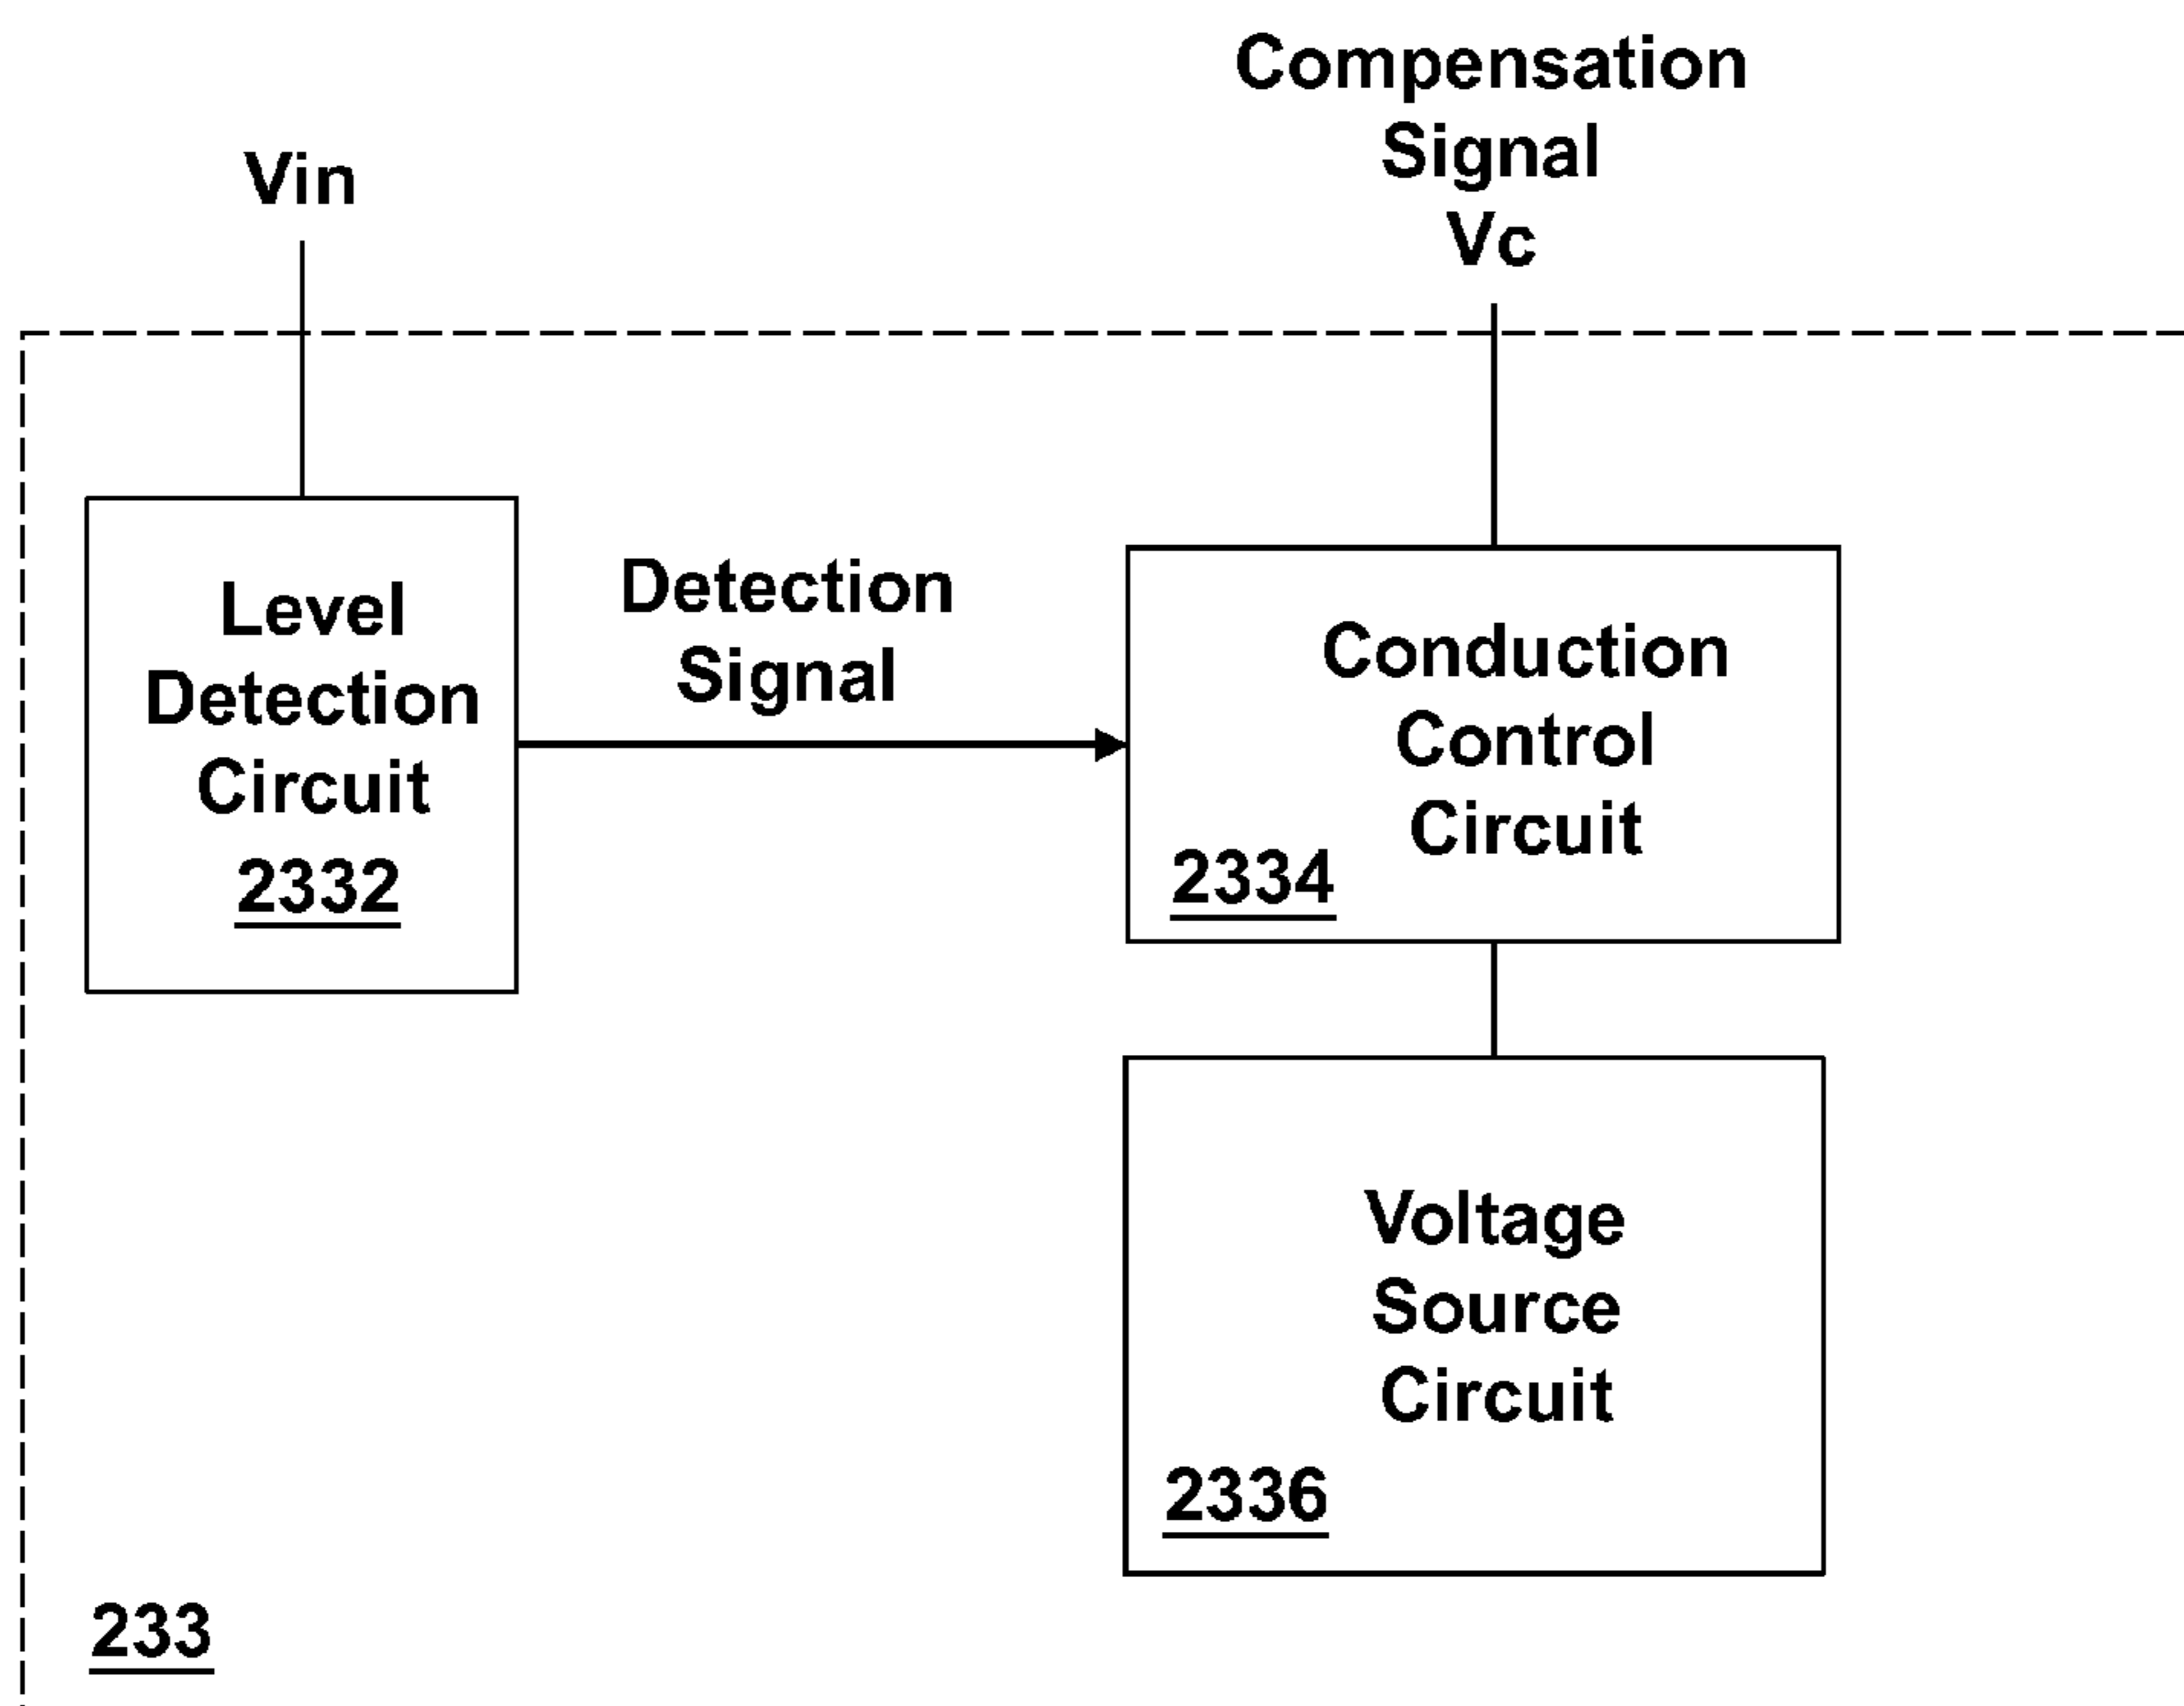 Compensation
Signal
Vc
Vin
Level
Detection
Circuit
2332
Detection
Signal
Conduction
Control
Circuit
2334
Voltage
Source
Circuit
2336
233